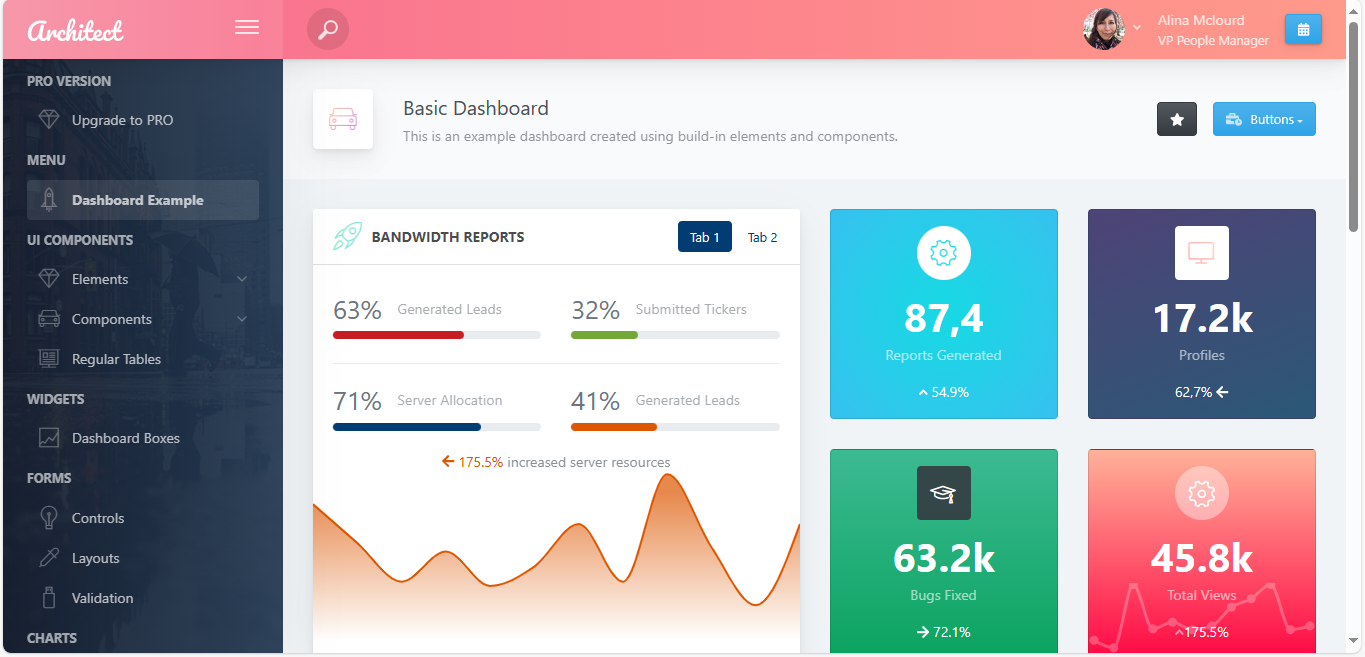 Architect
Alina Mclourd
VP People Manager
PRO VERSION
Upgrade to PRO
MENU
Dashboard Example
UI COMPONENTS
Elements
Components
Regular Tables
WIDGETS
Dashboard Boxes
FORMS
Controls
Layouts
Validation
CHARTS
Basic Dashboard
This is an example dashboard created using build-in elements and components.
Buttons
BANDWIDTH REPORTS
Tab 1
Tab 2
63% Generated Leads
32% Submitted Tickers
71% Server Allocation
41% Generated Leads
175.5% increased server resources
87,4
Reports Generated
54.9%
17.2k
Profiles
62,7%
63.2k
Bugs Fixed
72.1%
45.8k
Total Views
175.5%